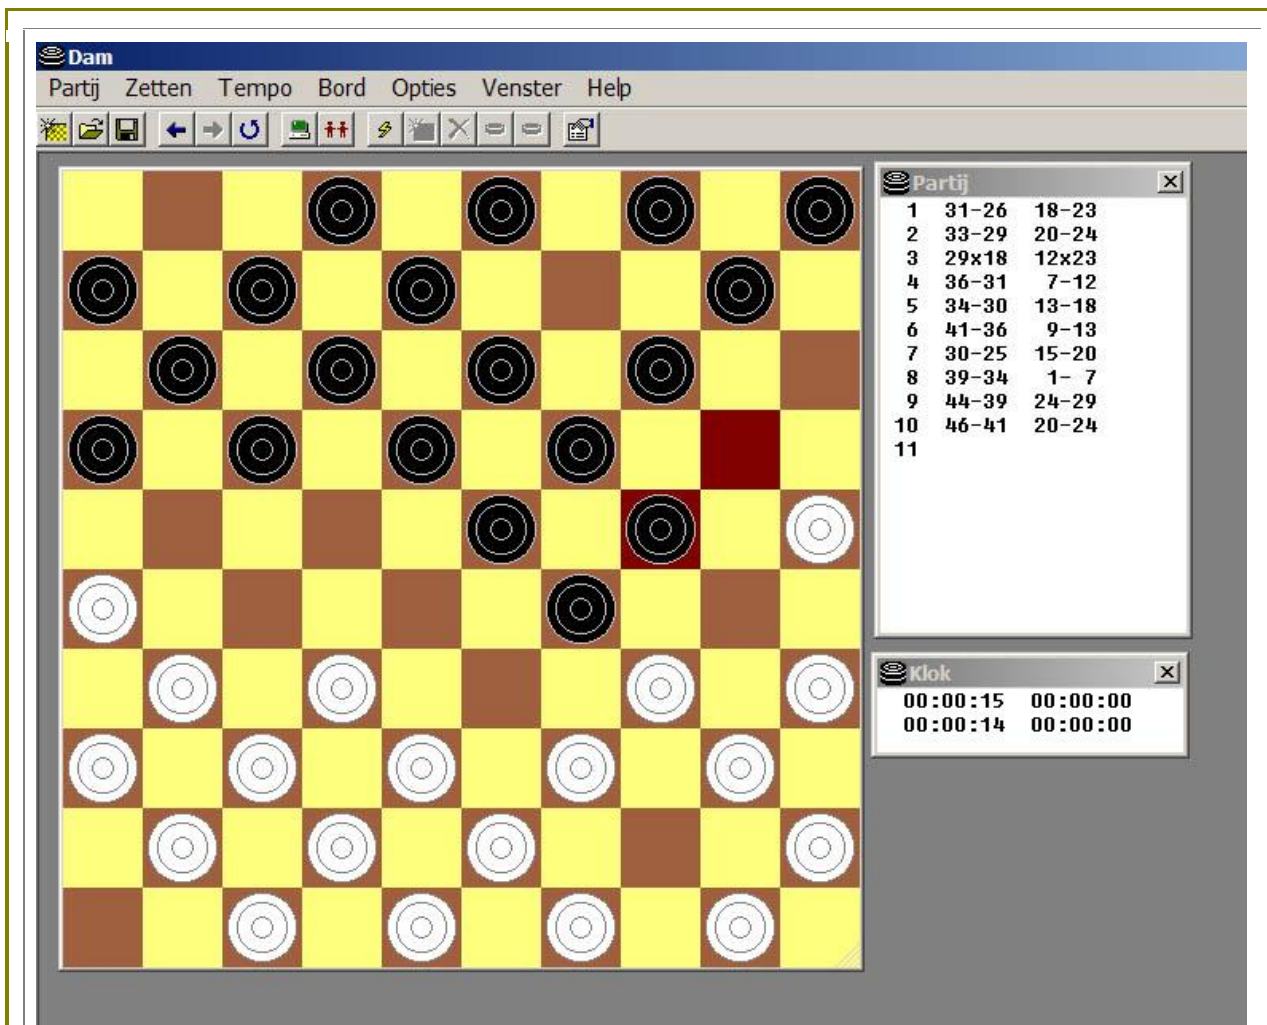 Dam
Partij Zetten Tempo Bord Opties Venster Help
Partij
1 31-26 18-23
2 33-29 20-24
3 29x18 12x23
4 36-31 7-12
5 34-30 13-18
6 41-36 9-13
7 30-25 15-20
8 39-34 1- 7
9 44-39 24-29
10 46-41 20-24
11
Klok
00:00:15 00:00:00
00:00:14 00:00:00